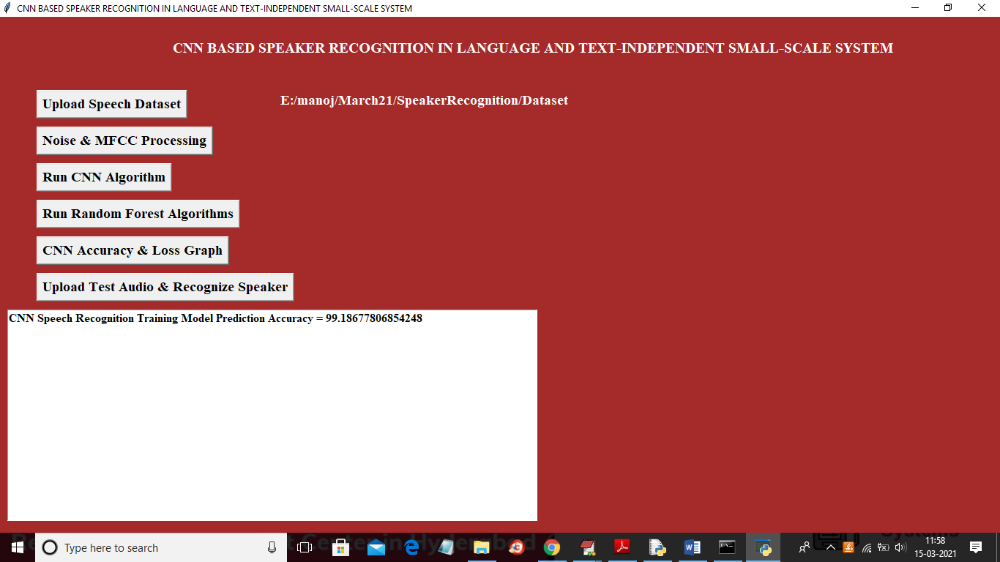 CNN BASED SPEAKER RECOGNITION IN LANGUAGE AND TEXT-INDEPENDENT SMALL-SCALE SYSTEM
CNN BASED SPEAKER RECOGNITION IN LANGUAGE AND TEXT-INDEPENDENT SMALL-SCALE SYSTEM
Upload Speech Dataset
E:/manoj/March21/SpeakerRecognition/Dataset
Noise & MFCC Processing
Run CNN Algorithm
Run Random Forest Algorithms
CNN Accuracy & Loss Graph
Upload Test Audio & Recognize Speaker
CNN Speech Recognition Training Model Prediction Accuracy = 99.18677806854248
Type here to search
11:58
15-03-2021